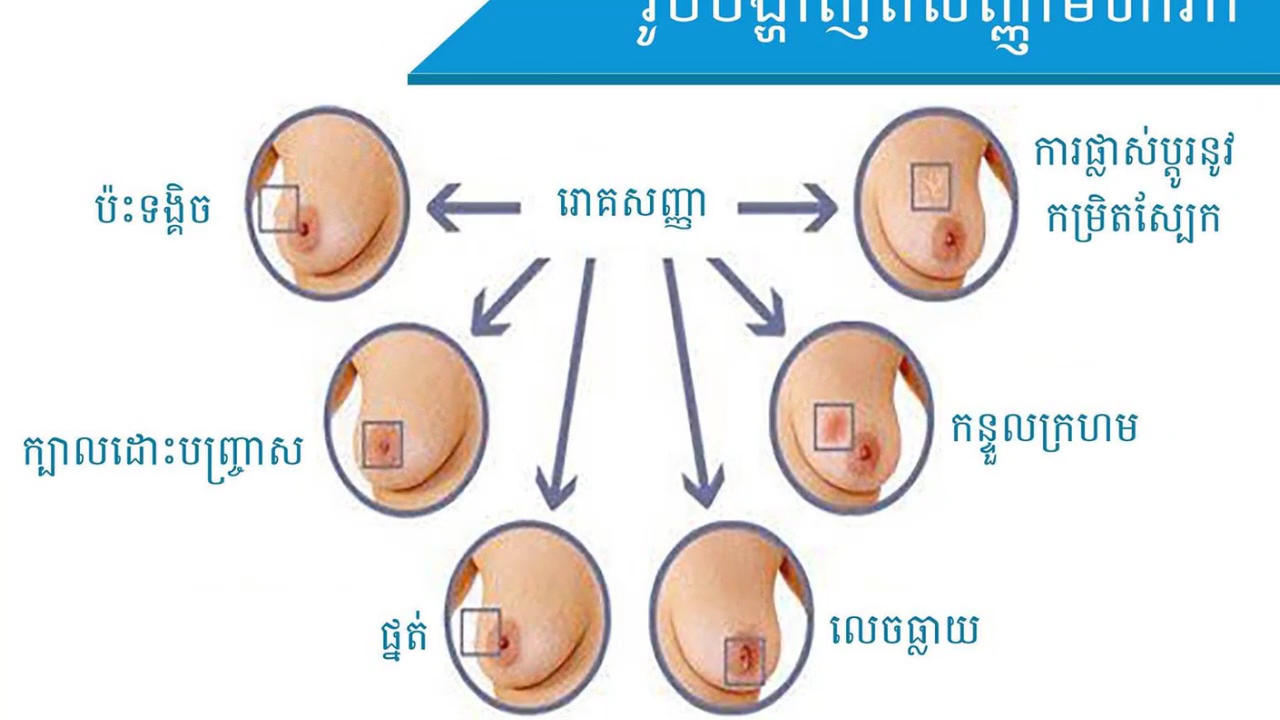 រោគសញ្ញា
ប៉ះទង្គិច
ការផ្លាស់ប្ដូរនូវ
កម្រិតស្បែក
ក្បាលដោះបញ្ច្រាស
កន្ទួលក្រហម
ផ្នត់
លេចធ្លាយ